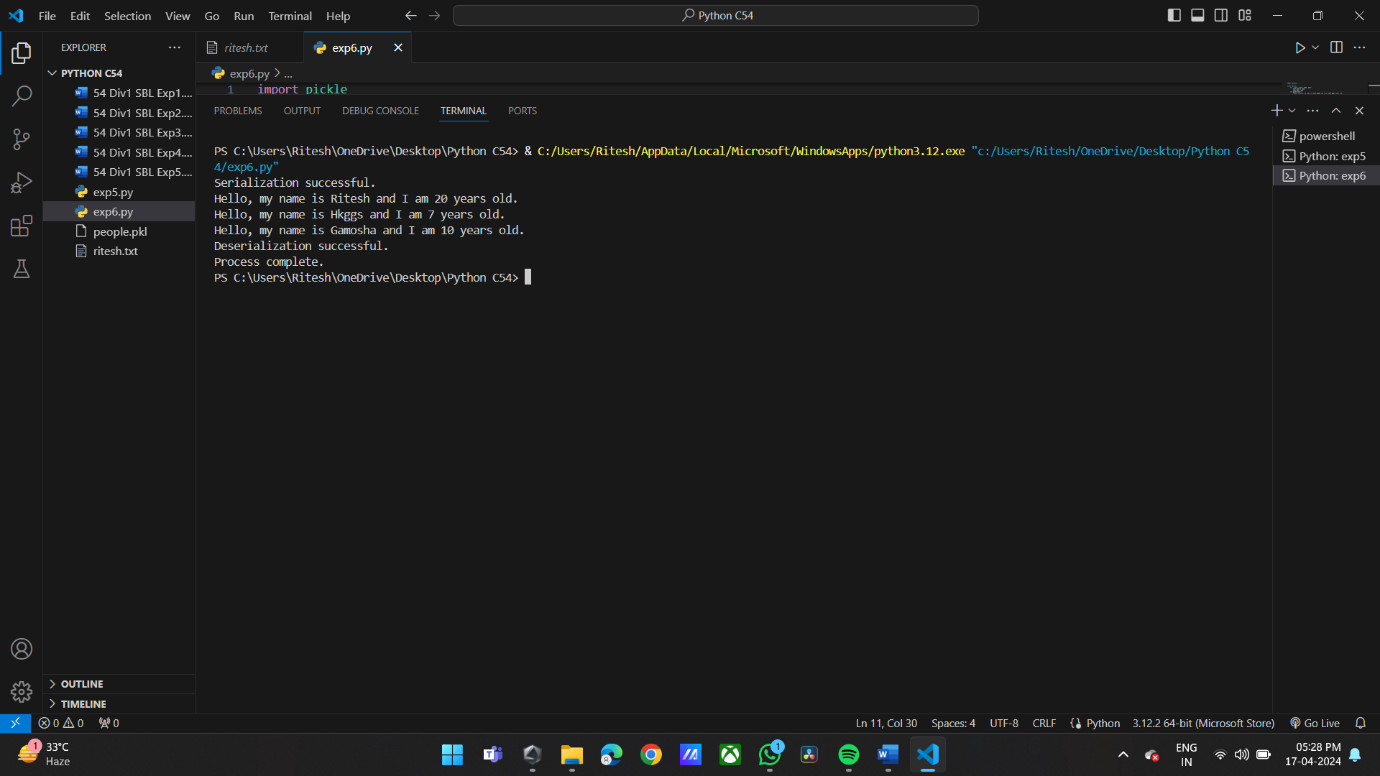 File Edit Selection View Go Run Terminal Help
Python C54
EXPLORER
ritesh.txt
exp6.py
PYTHON C54
54 Div1 SBL Exp1....
54 Div1 SBL Exp2....
54 Div1 SBL Exp3....
54 Div1 SBL Exp4....
54 Div1 SBL Exp5....
exp5.py
exp6.py
people.pkl
ritesh.txt
OUTLINE
TIMELINE
exp6.py > ...
1 import pickle
PROBLEMS OUTPUT DEBUG CONSOLE TERMINAL PORTS
PS C:\Users\Ritesh\OneDrive\Desktop\Python C54> & C:/Users/Ritesh/AppData/Local/Microsoft/WindowsApps/python3.12.exe "c:/Users/Ritesh/OneDrive/Desktop/Python C5
4/exp6.py"
Serialization successful.
Hello, my name is Ritesh and I am 20 years old.
Hello, my name is Hkggs and I am 7 years old.
Hello, my name is Gamosha and I am 10 years old.
Deserialization successful.
Process complete.
PS C:\Users\Ritesh\OneDrive\Desktop\Python C54>
powershell
Python: exp5
Python: exp6
0 0 0
Ln 11, Col 30 Spaces: 4 UTF-8 CRLF Python 3.12.2 64-bit (Microsoft Store) Go Live
1
33°C
Haze
1
ENG
IN
05:28 PM
17-04-2024